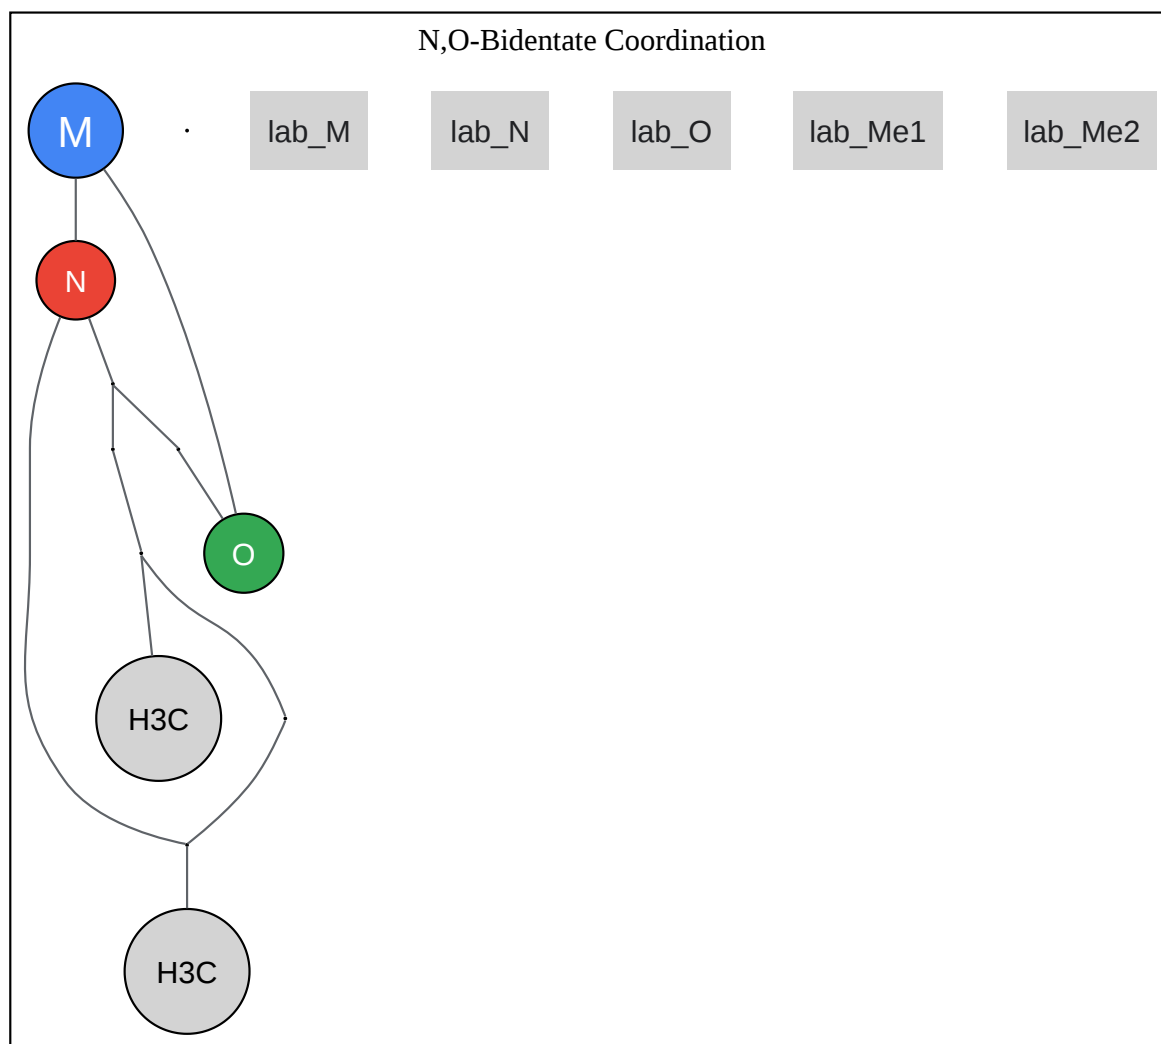 N,O-Bidentate Coordination
M
lab_M
lab_N
lab_O
lab_Me1
lab_Me2
N
O
H3C
H3C